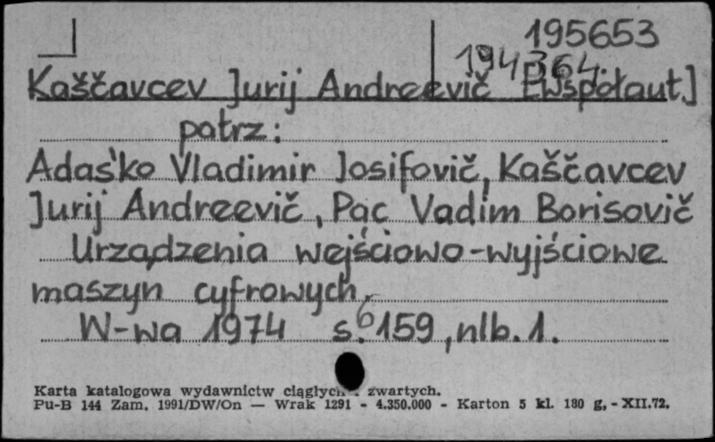 195653
194364
Kaščavcev Jurij Andreevič [Współaut.]
patrz:
Adaśko Vladimir Josifovič, Kaščavcev
Jurij Andreevič, Pac Vadim Borisovič
Urządzenia wejściowo-wyjściowe
maszyn cyfrowych.
W-wa 1974 s. 6 159, nlb. 1.
Karta katalogowa wydawnictw ciągłych i zwartych.
Pu-B 144 Zam. 1991/DW/On — Wrak 1291 - 4.350.000 - Karton 5 kl. 180 g. - XII.72.